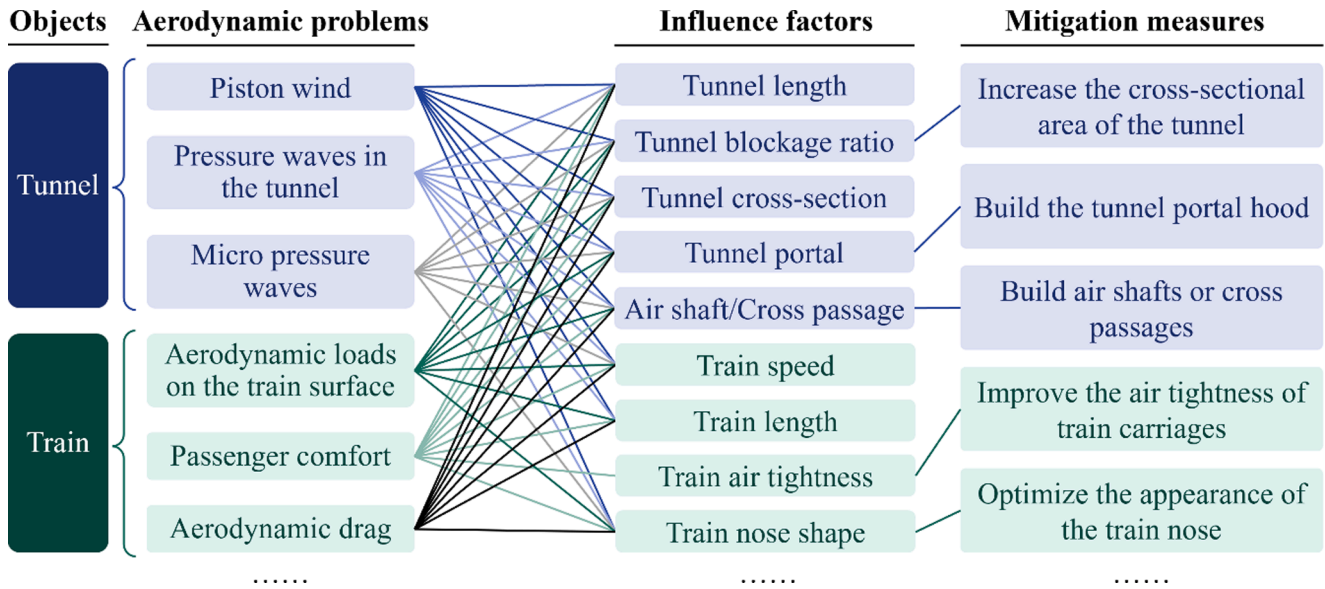 Objects
Aerodynamic problems
Influence factors
Mitigation measures
Tunnel
Piston wind
Pressure waves in
the tunnel
Micro pressure
waves
Train
Aerodynamic loads
on the train surface
Passenger comfort
Aerodynamic drag
......
Tunnel length
Tunnel blockage ratio
Tunnel cross-section
Tunnel portal
Air shaft/Cross passage
Train speed
Train length
Train air tightness
Train nose shape
......
Increase the cross-sectional
area of the tunnel
Build the tunnel portal hood
Build air shafts or cross
passages
Improve the air tightness of
train carriages
Optimize the appearance of
the train nose
......